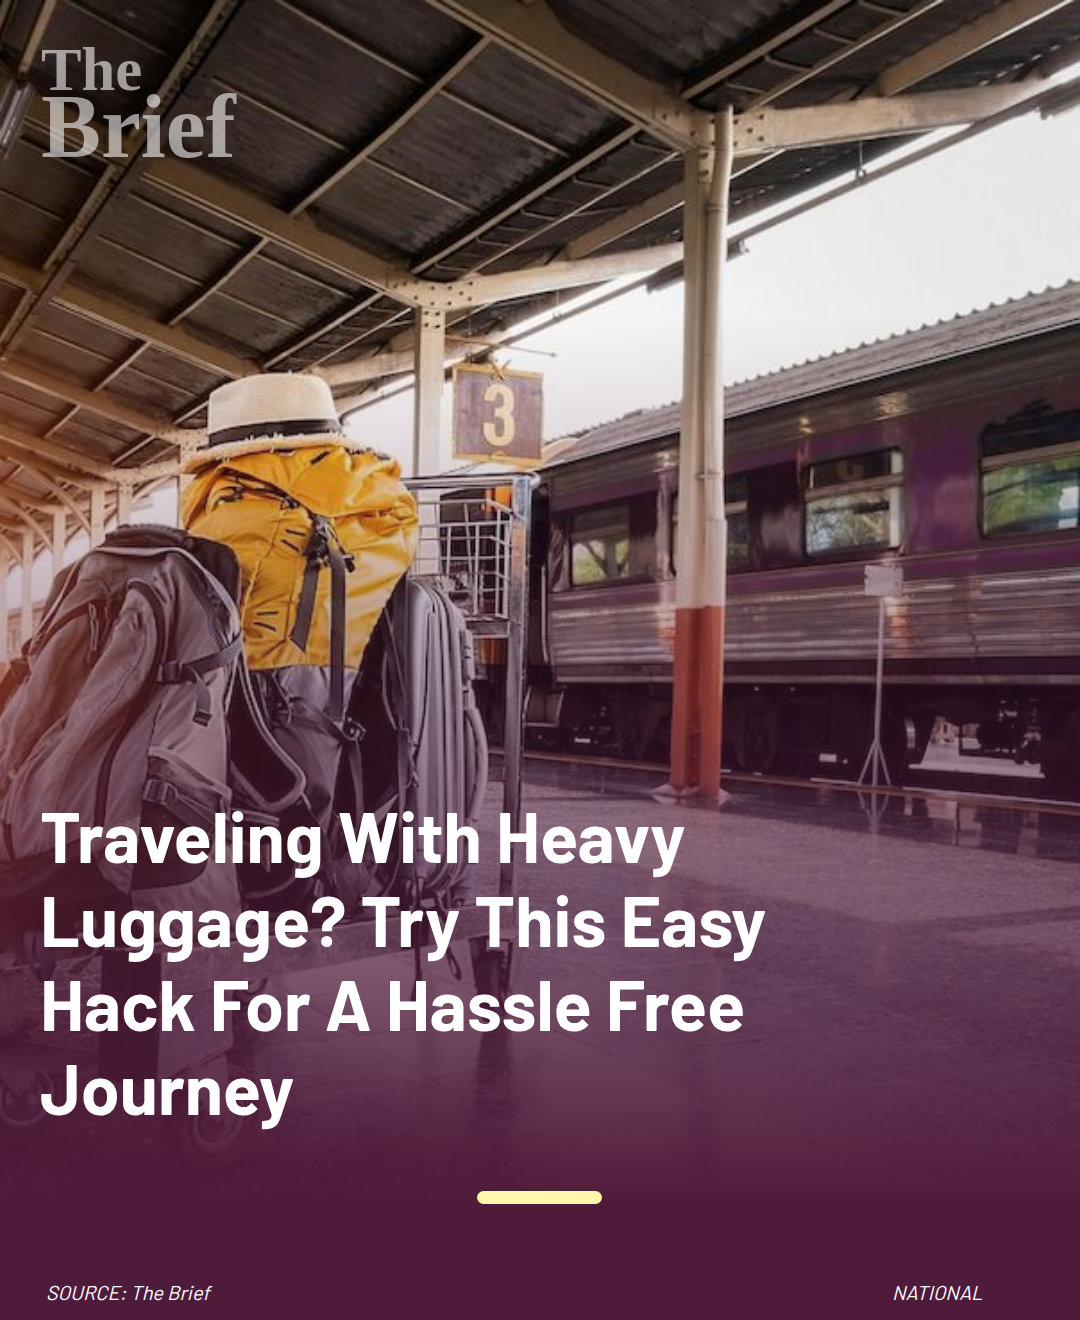 The
Brief
3
Traveling With Heavy
Luggage? Try This Easy
Hack For A Hassle Free
Journey
SOURCE: The Brief
NATIONAL